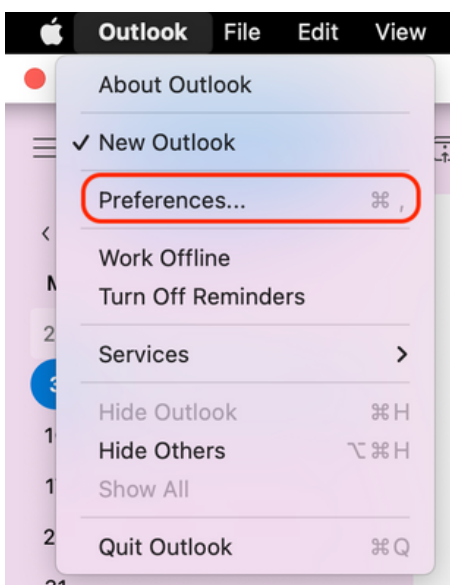 Outlook File Edit View
About Outlook
✓ New Outlook
Preferences... ⌘ ,
Work Offline
Turn Off Reminders
Services >
Hide Outlook ⌘H
Hide Others ⌥⌘H
Show All
Quit Outlook ⌘Q